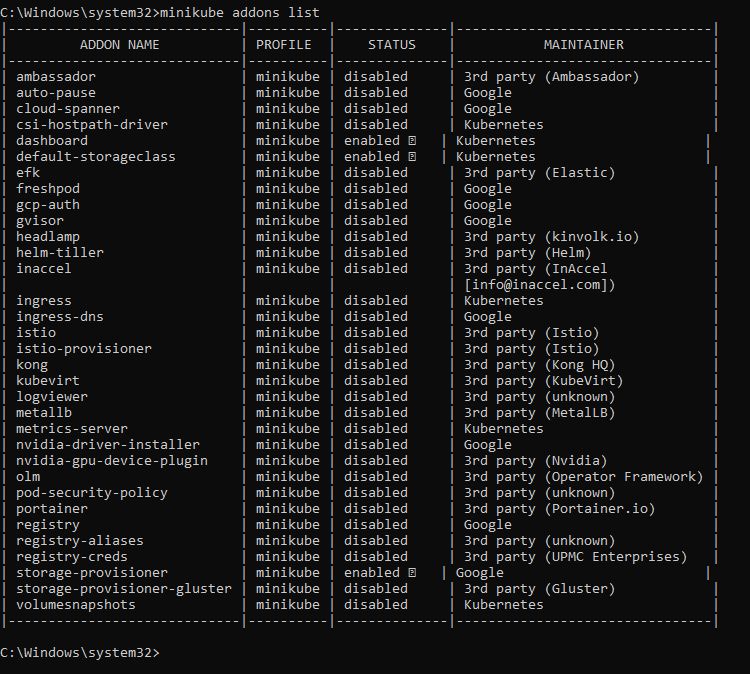 C:\Windows\system32>minikube addons list
|-----------------------------|----------|--------------|--------------------------------|
| ADDON NAME | PROFILE | STATUS | MAINTAINER |
|-----------------------------|----------|--------------|--------------------------------|
| ambassador | minikube | disabled | 3rd party (Ambassador) |
| auto-pause | minikube | disabled | Google |
| cloud-spanner | minikube | disabled | Google |
| csi-hostpath-driver | minikube | disabled | Kubernetes |
| dashboard | minikube | enabled | Kubernetes |
| default-storageclass | minikube | enabled | Kubernetes |
| efk | minikube | disabled | 3rd party (Elastic) |
| freshpod | minikube | disabled | Google |
| gcp-auth | minikube | disabled | Google |
| gvisor | minikube | disabled | Google |
| headlamp | minikube | disabled | 3rd party (kinvolk.io) |
| helm-tiller | minikube | disabled | 3rd party (Helm) |
| inaccel | minikube | disabled | 3rd party (InAccel |
| | | | [info@inaccel.com]) |
| ingress | minikube | disabled | Kubernetes |
| ingress-dns | minikube | disabled | Google |
| istio | minikube | disabled | 3rd party (Istio) |
| istio-provisioner | minikube | disabled | 3rd party (Istio) |
| kong | minikube | disabled | 3rd party (Kong HQ) |
| kubevirt | minikube | disabled | 3rd party (KubeVirt) |
| logviewer | minikube | disabled | 3rd party (unknown) |
| metallb | minikube | disabled | 3rd party (MetalLB) |
| metrics-server | minikube | disabled | Kubernetes |
| nvidia-driver-installer | minikube | disabled | Google |
| nvidia-gpu-device-plugin | minikube | disabled | 3rd party (Nvidia) |
| olm | minikube | disabled | 3rd party (Operator Framework) |
| pod-security-policy | minikube | disabled | 3rd party (unknown) |
| portainer | minikube | disabled | 3rd party (Portainer.io) |
| registry | minikube | disabled | Google |
| registry-aliases | minikube | disabled | 3rd party (unknown) |
| registry-creds | minikube | disabled | 3rd party (UPMC Enterprises) |
| storage-provisioner | minikube | enabled | Google |
| storage-provisioner-gluster | minikube | disabled | 3rd party (Gluster) |
| volumesnapshots | minikube | disabled | Kubernetes |
|-----------------------------|----------|--------------|--------------------------------|
C:\Windows\system32>